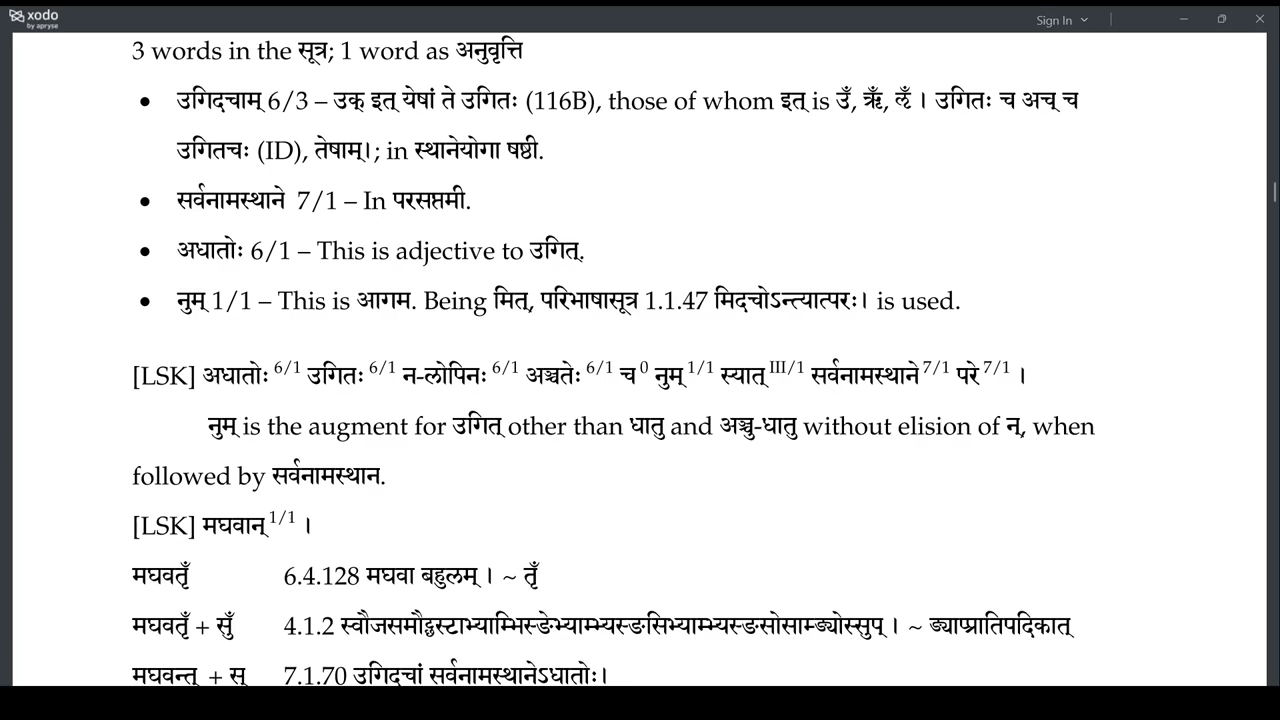 xodo
by apryse
Sign In
3 words in the सूत्र; 1 word as अनुवृत्ति
• उगिदचाम् 6/3 – उक् इत् येषां ते उगितः (116B), those of whom इत् is उँ, ऋँ, लृँ । उगितः च अच् च
उगितचः (ID), तेषाम्।; in स्थानेयोगा षष्ठी.
• सर्वनामस्थाने 7/1 – In परसप्तमी.
• अधातोः 6/1 – This is adjective to उगित्.
• नुम् 1/1 – This is आगम. Being मित्, परिभाषासूत्र 1.1.47 मिदचोऽन्त्यात्परः। is used.
[LSK] अधातोः 6/1 उगितः 6/1 न-लोपिनः 6/1 अञ्चतेः 6/1 च 0 नुम् 1/1 स्यात् III/1 सर्वनामस्थाने 7/1 परे 7/1 ।
नुम् is the augment for उगित् other than धातु and अञ्चु-धातु without elision of न्, when
followed by सर्वनामस्थान.
[LSK] मघवान् 1/1 ।
मघवतृँ 6.4.128 मघवा बहुलम् । ~ तृँ
मघवतृँ + सुँ 4.1.2 स्वौजसमौट्छस्टाभ्याम्भिस्ङेभ्याम्भ्यस्ङसिभ्याम्भ्यस्ङसोसाम्ङ्योस्सुप् । ~ ङ्याप्प्रातिपदिकात्
मघवन्त् + स् 7.1.70 उगिदचां सर्वनामस्थानेऽधातोः।